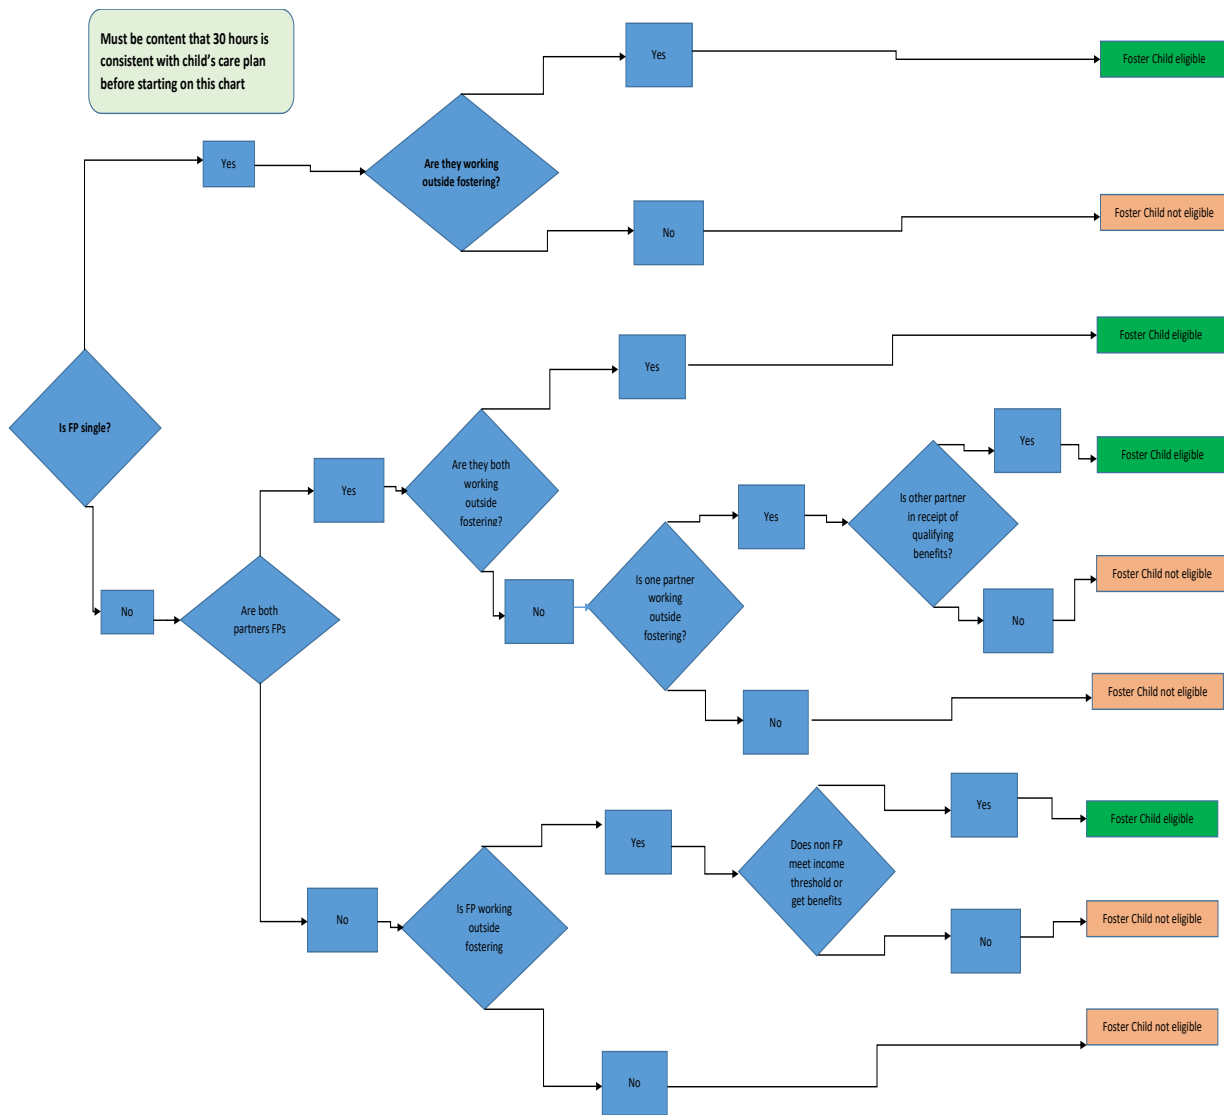 Must be content that 30 hours is
consistent with child's care plan
before starting on this chart
Yes
Foster Child eligible
Yes
Are they working
outside fostering?
No
Foster Child not eligible
Is FP single?
Yes
Foster Child eligible
Yes
Are they both
working
outside
fostering?
Yes
Foster Child eligible
Yes
Is other partner
in receipt of
qualifying
benefits?
No
Are both
partners FPs
No
Is one partner
working
outside
fostering?
No
Foster Child not eligible
No
Foster Child not eligible
Yes
Does non FP
meet income
threshold or
get benefits
Yes
Foster Child eligible
No
Is FP working
outside
fostering
No
Foster Child not eligible
No
Foster Child not eligible